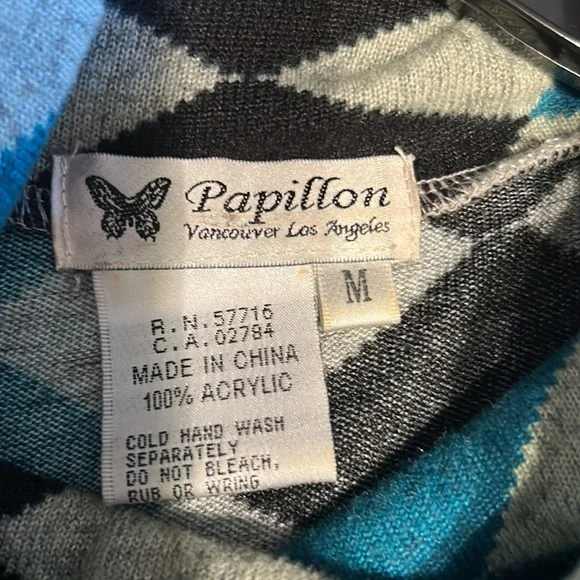 Papillon
Vancouver Los Angeles
M
R.N.57716
C.A.02784
MADE IN CHINA
100% ACRYLIC
COLD HAND WASH
SEPARATELY
DO NOT BLEACH,
RUB OR WRING